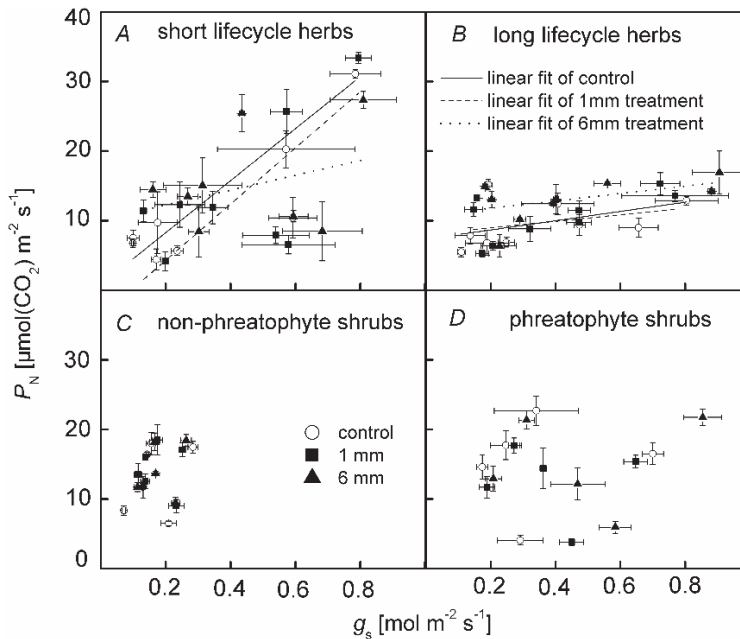 A short lifecycle herbs
B long lifecycle herbs
linear fit of control
linear fit of 1mm treatment
linear fit of 6mm treatment
40
30
20
10
C non-phreatophyte shrubs
D phreatophyte shrubs
control
1 mm
6 mm
30
20
10
0
0.2 0.4 0.6 0.8
0.2 0.4 0.6 0.8
PN [µmol(CO2) m-2 s-1]
gs [mol m-2 s-1]